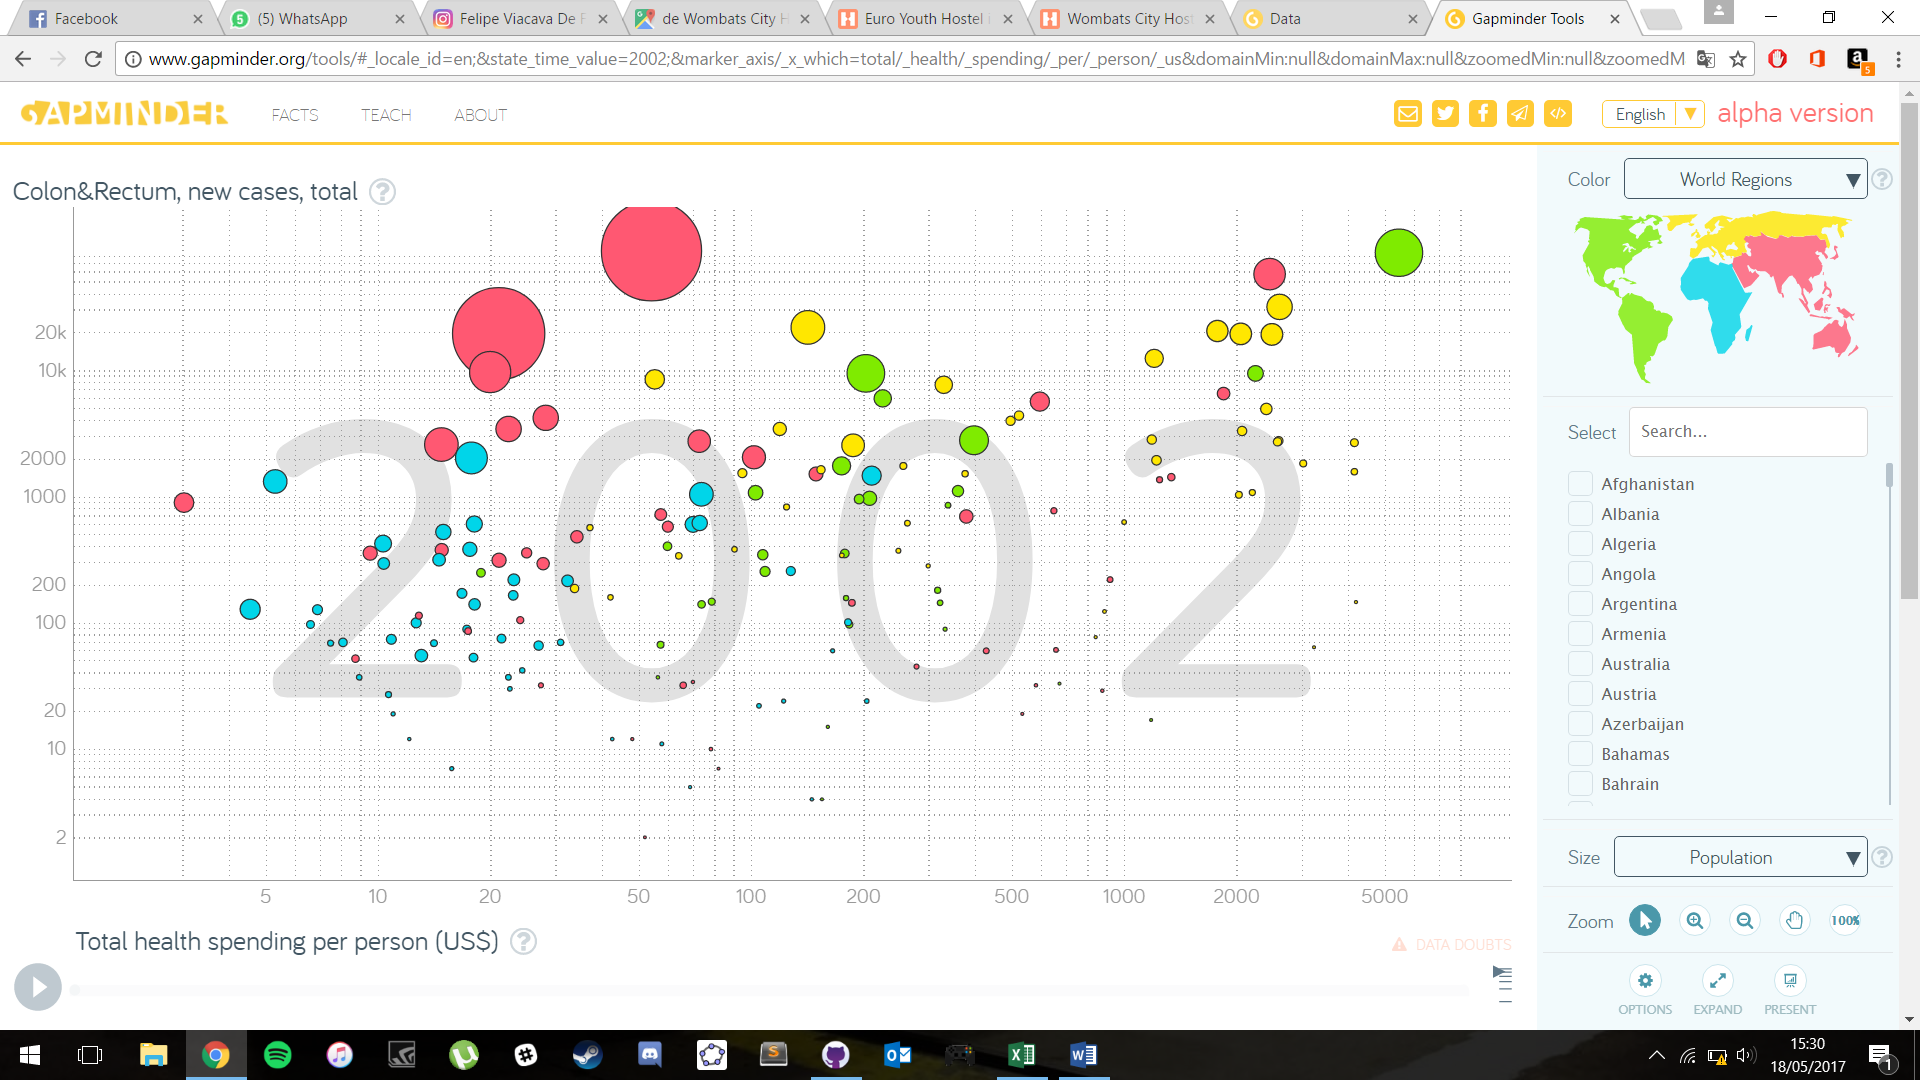 Facebook
(5) WhatsApp
Felipe Viacava De F
de Wombats City H
Euro Youth Hostel
Wombats City Host
Data
Gapminder Tools
www.gapminder.org/tools/#_locale_id=en;&state_time_value=2002;&marker_axis/_x_which=total/_health/_spending/_per/_person/_us&domainMin:null&domainMax:null&zoomedMin:null&zoomedM
5
GAPMINDER
FACTS
TEACH
ABOUT
English
alpha version
Colon&Rectum, new cases, total ?
20k
10k
2000
1000
200
100
20
10
2
2002
5
10
20
50
100
200
500
1000
2000
5000
Total health spending per person (US$) ?
DATA DOUBTS
Color
World Regions
?
Select
Search...
Afghanistan
Albania
Algeria
Angola
Argentina
Armenia
Australia
Austria
Azerbaijan
Bahamas
Bahrain
Size
Population
?
Zoom
100%
OPTIONS
EXPAND
PRESENT
15:30
18/05/2017
1